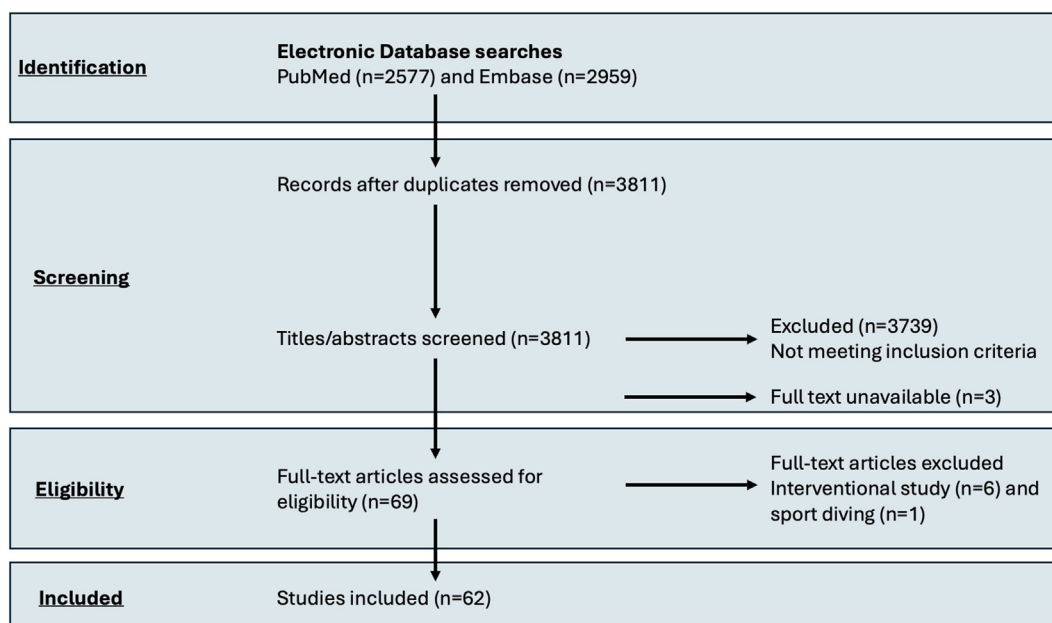 Identification
Electronic Database searches
PubMed (n=2577) and Embase (n=2959)
Screening
Records after duplicates removed (n=3811)
Titles/abstracts screened (n=3811)
Excluded (n=3739)
Not meeting inclusion criteria
Full text unavailable (n=3)
Eligibility
Full-text articles assessed for
eligibility (n=69)
Full-text articles excluded
Interventional study (n=6) and
sport diving (n=1)
Included
Studies included (n=62)